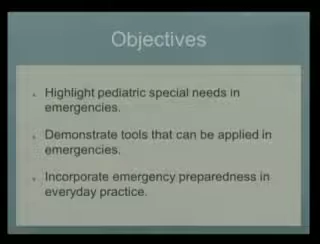 Objectives
Highlight pediatric special needs in
emergencies.
Demonstrate tools that can be applied in
emergencies.
Incorporate emergency preparedness in
everyday practice.